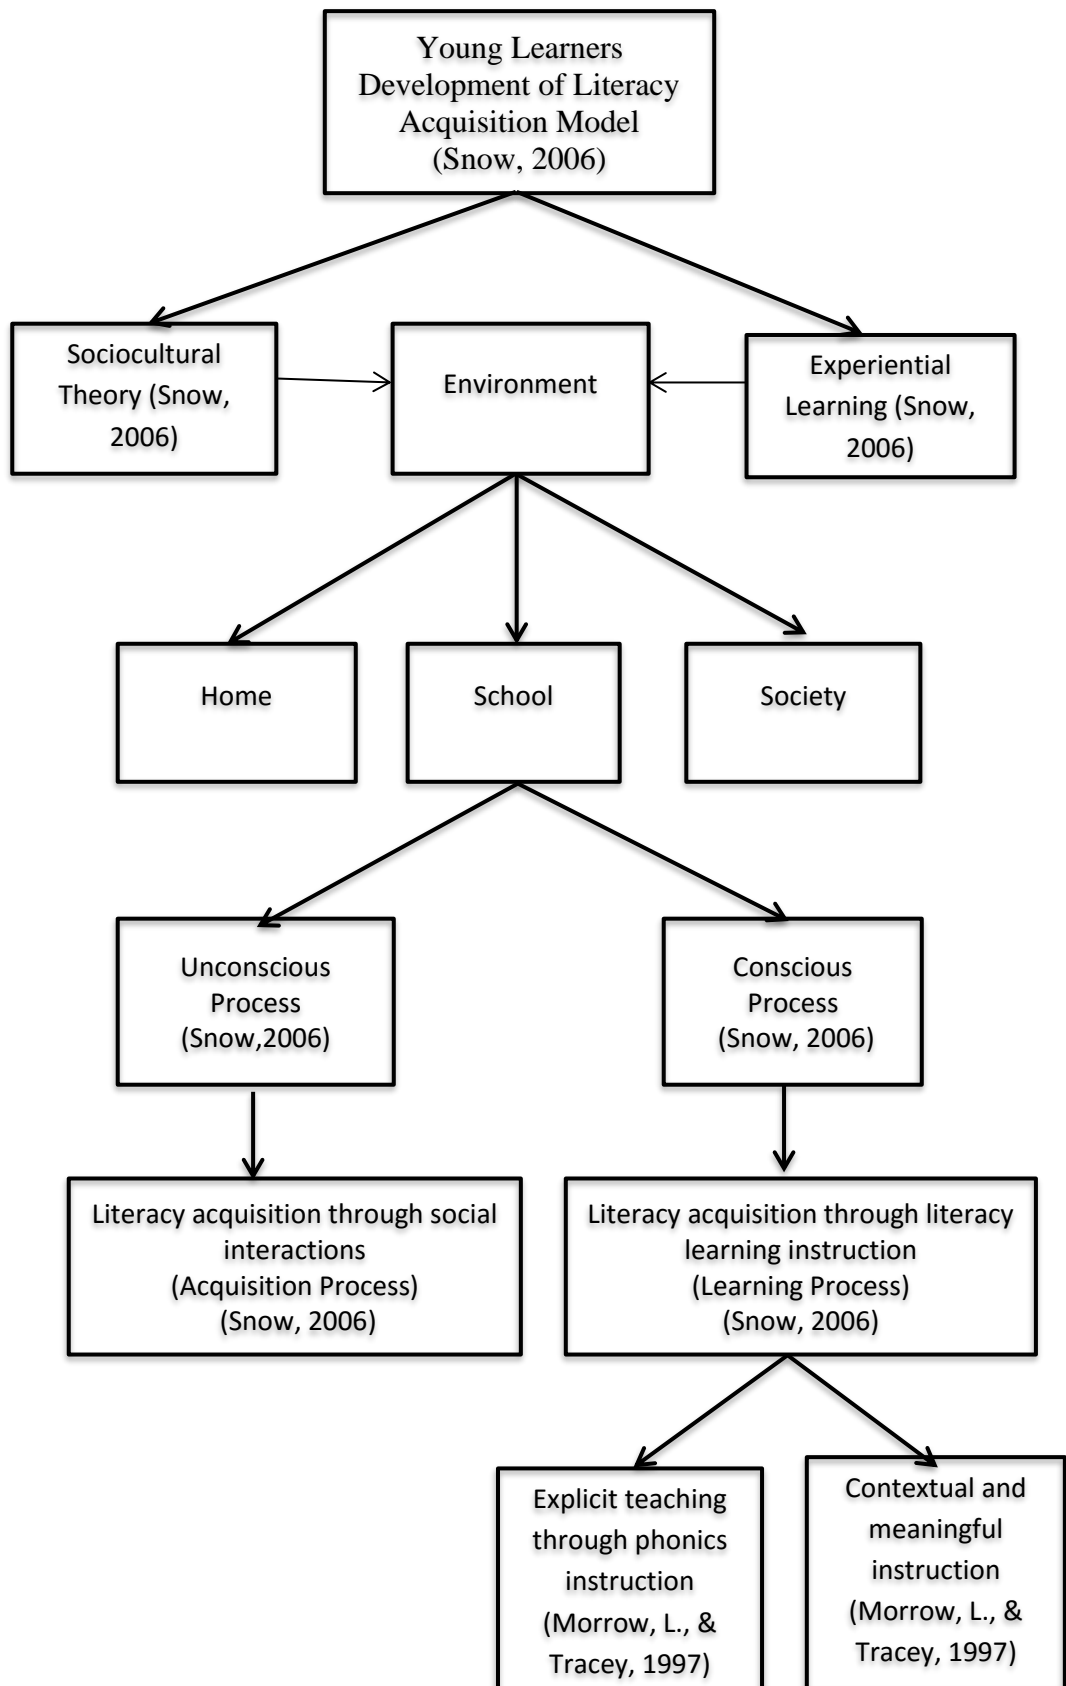 Young Learners
Development of Literacy
Acquisition Model
(Snow, 2006)
Sociocultural
Theory (Snow,
2006)
Environment
Experiential
Learning (Snow,
2006)
Home
School
Society
Unconscious
Process
(Snow,2006)
Conscious
Process
(Snow, 2006)
Literacy acquisition through social
interactions
(Acquisition Process)
(Snow, 2006)
Literacy acquisition through literacy
learning instruction
(Learning Process)
(Snow, 2006)
Explicit teaching
through phonics
instruction
(Morrow, L., &
Tracey, 1997)
Contextual and
meaningful
instruction
(Morrow, L., &
Tracey, 1997)